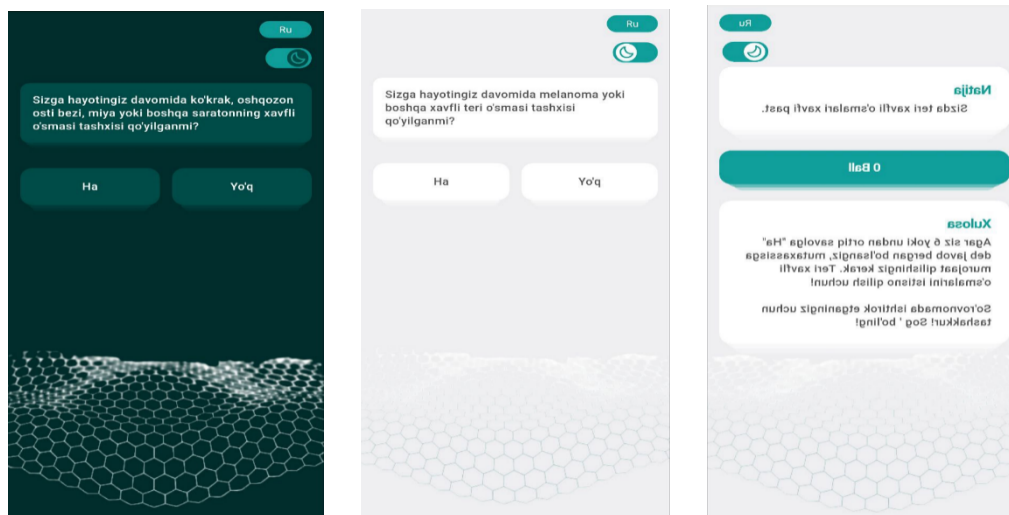 Ru
Sizga hayotingiz davomida ko'krak, oshqozon
osti bezi, miya yoki boshqa saratonning xavfli
o'smasi tashxisi qo'yilganmi?
Ha
Yo'q
Ru
Sizga hayotingiz davomida melanoma yoki
boshqa xavfli teri o'smasi tashxisi
qo'yilganmi?
Ha
Yo'q
Ru
Natija
Sizda teri xavfli o'smalari xavfi past.
0 Ball
Xulosa
Agar siz 6 yoki undan ortiq savolga "Ha"
deb javob bergan bo'lsangiz, mutaxassisga
murojaat qilishingiz kerak. Teri xavfli
o'smalarini istisno qilish uchun!
So'rovnomada ishtirok etganingiz uchun
tashakkur! Sog ' bo'ling!